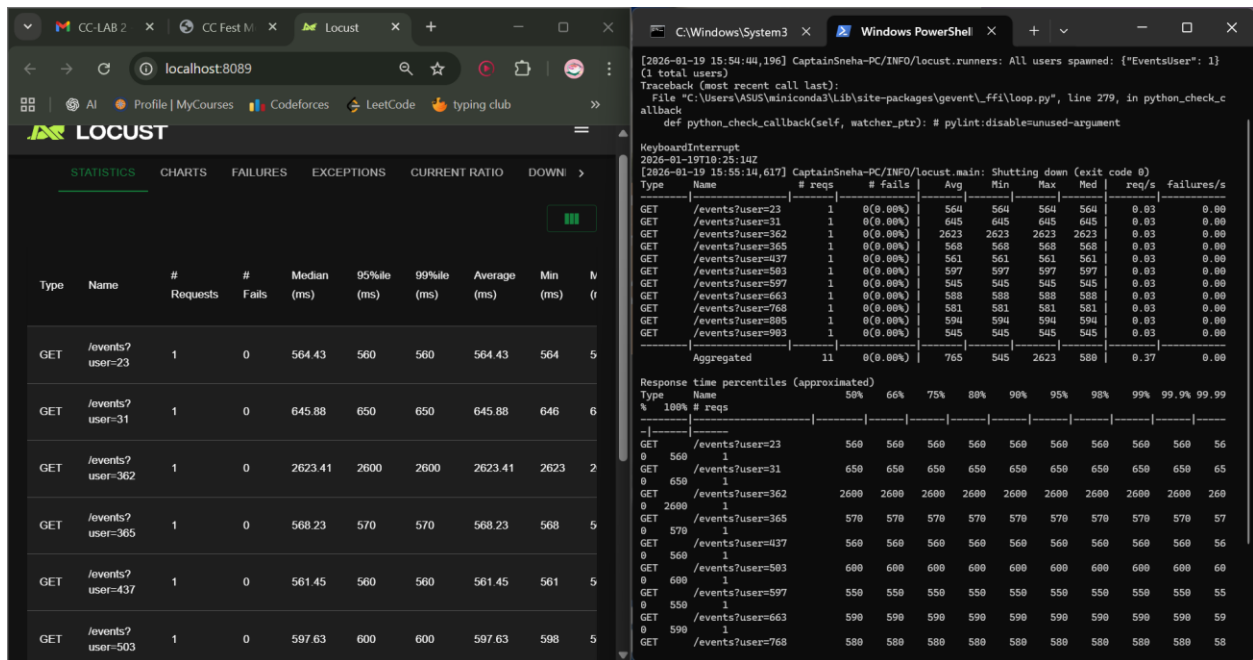 CC-LAB 2
CC Fest M
Locust
localhost:8089
AI
Profile | MyCourses
Codeforces
LeetCode
typing club
»
LOCUST
STATISTICS CHARTS FAILURES EXCEPTIONS CURRENT RATIO DOWN
Type Name # Requests # Fails Median (ms) 95%ile (ms) 99%ile (ms) Average (ms) Min (ms)
GET /events?user=23 1 0 564.43 560 560 564.43 564
GET /events?user=31 1 0 645.88 650 650 645.88 646
GET /events?user=362 1 0 2623.41 2600 2600 2623.41 2623
GET /events?user=365 1 0 568.23 570 570 568.23 568
GET /events?user=437 1 0 561.45 560 560 561.45 561
GET /events?user=503 1 0 597.63 600 600 597.63 598
C:\Windows\System3
Windows PowerShell
[2026-01-19 15:54:44,196] CaptainSneha-PC/INFO/locust.runners: All users spawned: {"EventsUser": 1}
(1 total users)
Traceback (most recent call last):
File "C:\Users\ASUS\miniconda3\Lib\site-packages\gevent\_ffi\loop.py", line 279, in python_check_c
allback
def python_check_callback(self, watcher_ptr): # pylint:disable=unused-argument
KeyboardInterrupt
2026-01-19T10:25:14Z
[2026-01-19 15:55:14,617] CaptainSneha-PC/INFO/locust.main: Shutting down (exit code 0)
Type Name # reqs # fails | Avg Min Max Med | req/s failures/s
--------|----------------|-------|-------------|-------|-------|-------|-------|--------|-----------
GET /events?user=23 1 0(0.00%) | 564 564 564 564 | 0.03 0.00
GET /events?user=31 1 0(0.00%) | 645 645 645 645 | 0.03 0.00
GET /events?user=362 1 0(0.00%) | 2623 2623 2623 2623 | 0.03 0.00
GET /events?user=365 1 0(0.00%) | 568 568 568 568 | 0.03 0.00
GET /events?user=437 1 0(0.00%) | 561 561 561 561 | 0.03 0.00
GET /events?user=503 1 0(0.00%) | 597 597 597 597 | 0.03 0.00
GET /events?user=597 1 0(0.00%) | 545 545 545 545 | 0.03 0.00
GET /events?user=663 1 0(0.00%) | 588 588 588 588 | 0.03 0.00
GET /events?user=768 1 0(0.00%) | 581 581 581 581 | 0.03 0.00
GET /events?user=805 1 0(0.00%) | 594 594 594 594 | 0.03 0.00
GET /events?user=903 1 0(0.00%) | 545 545 545 545 | 0.03 0.00
--------|----------------|-------|-------------|-------|-------|-------|-------|--------|-----------
Aggregated 11 0(0.00%) | 765 545 2623 580 | 0.37 0.00
Response time percentiles (approximated)
Type Name 50% 66% 75% 80% 90% 95% 98% 99% 99.9% 99.99
% 100% # reqs
--------|----------------------|--------|------|------|------|------|------|------|------|------|-----
-|------|------
GET /events?user=23 560 560 560 560 560 560 560 560 560 56
0 560 1
GET /events?user=31 650 650 650 650 650 650 650 650 650 65
0 650 1
GET /events?user=362 2600 2600 2600 2600 2600 2600 2600 2600 2600 260
0 2600 1
GET /events?user=365 570 570 570 570 570 570 570 570 570 57
0 570 1
GET /events?user=437 560 560 560 560 560 560 560 560 560 56
0 560 1
GET /events?user=503 600 600 600 600 600 600 600 600 600 60
0 600 1
GET /events?user=597 550 550 550 550 550 550 550 550 550 55
0 550 1
GET /events?user=663 590 590 590 590 590 590 590 590 590 59
0 590 1
GET /events?user=768 580 580 580 580 580 580 580 580 580 58